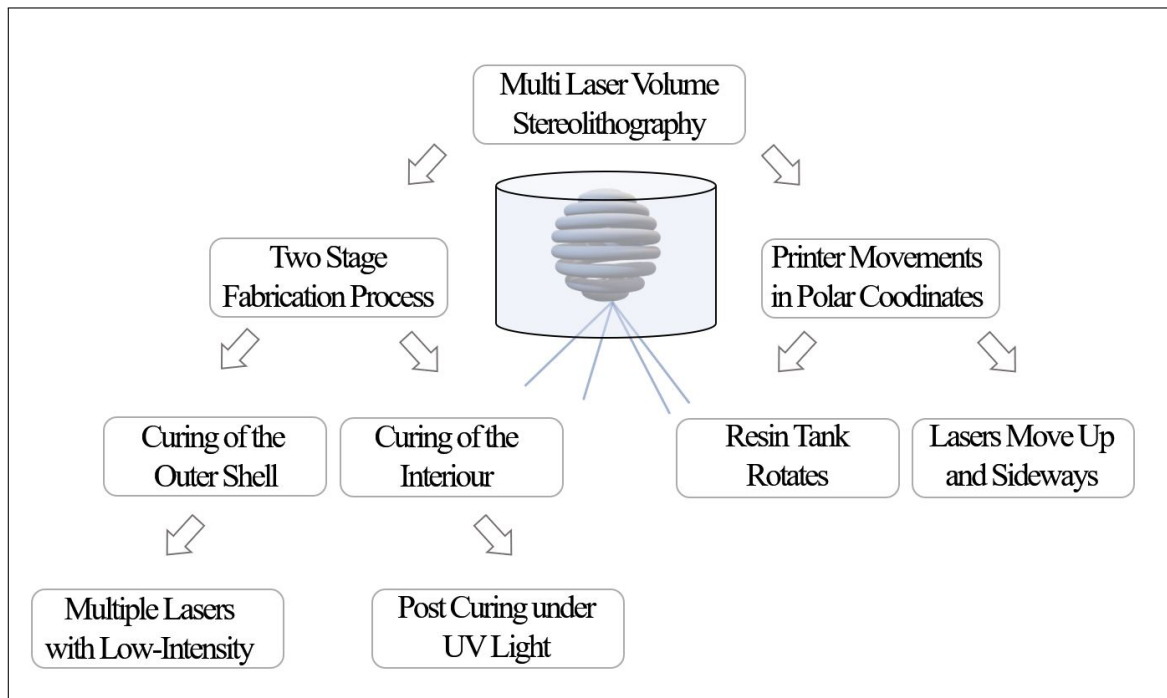 Multi Laser Volume
Stereolithography
Two Stage
Fabrication Process
Printer Movements
in Polar Coodinates
Curing of the
Outer Shell
Curing of the
Interiour
Resin Tank
Rotates
Lasers Move Up
and Sideways
Multiple Lasers
with Low-Intensity
Post Curing under
UV Light